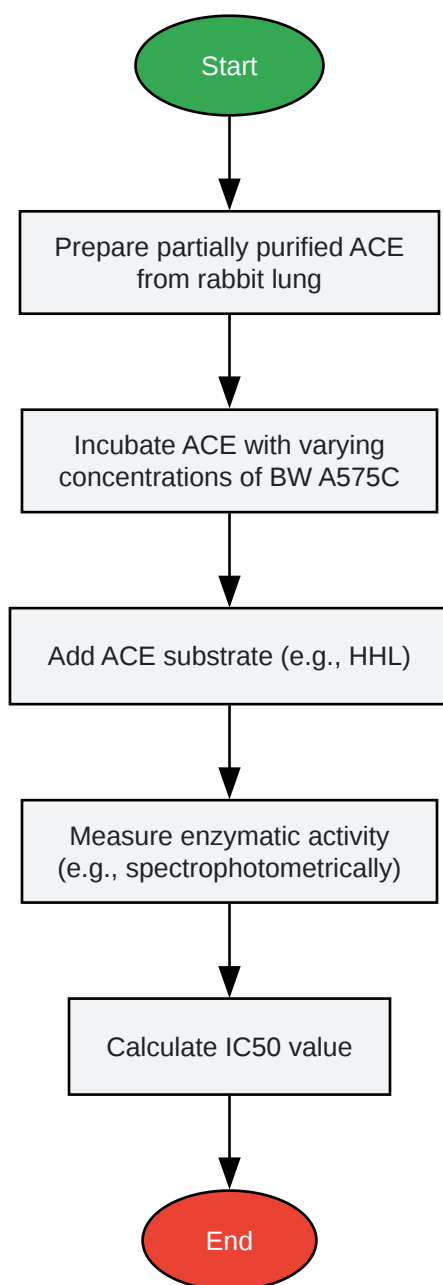 Start
Prepare partially purified ACE
from rabbit lung
Incubate ACE with varying
concentrations of BW A575C
Add ACE substrate (e.g., HHL)
Measure enzymatic activity
(e.g., spectrophotometrically)
Calculate IC50 value
End